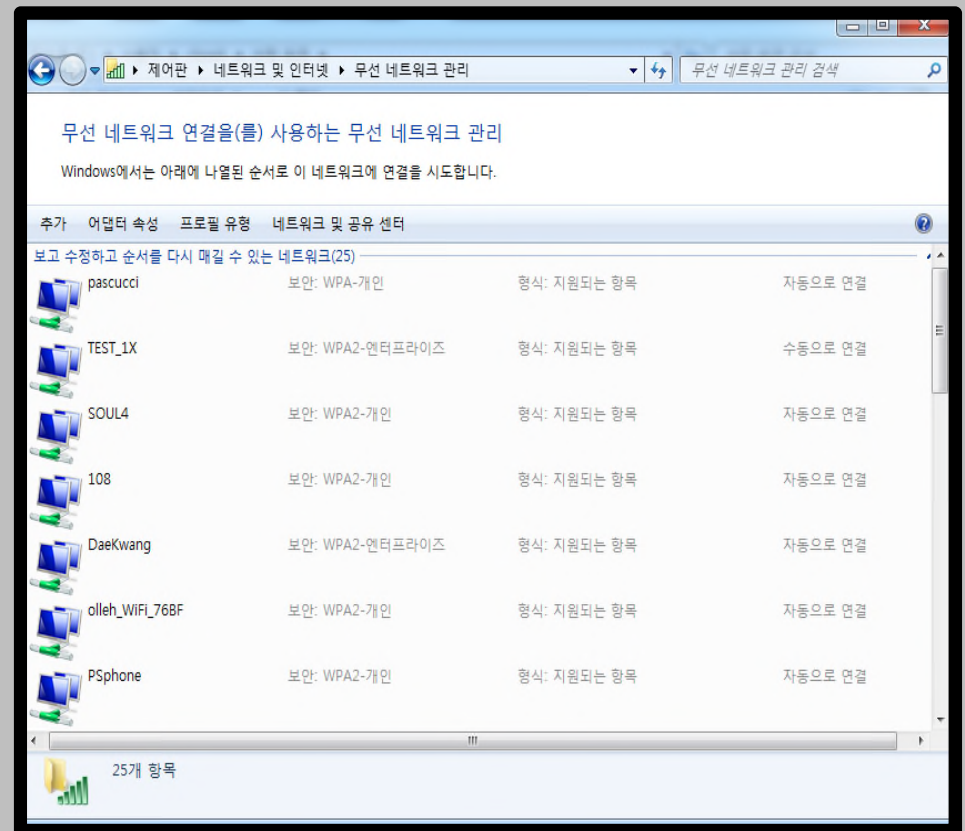 제어판 ▸ 네트워크 및 인터넷 ▸ 무선 네트워크 관리
무선 네트워크 관리 검색
무선 네트워크 연결을(를) 사용하는 무선 네트워크 관리
Windows에서는 아래에 나열된 순서로 이 네트워크에 연결을 시도합니다.
추가 어댑터 속성 프로필 유형 네트워크 및 공유 센터
보고 수정하고 순서를 다시 매길 수 있는 네트워크(25)
pascucci 보안: WPA-개인 형식: 지원되는 항목 자동으로 연결
TEST_1X 보안: WPA2-엔터프라이즈 형식: 지원되는 항목 수동으로 연결
SOUL4 보안: WPA2-개인 형식: 지원되는 항목 자동으로 연결
108 보안: WPA2-개인 형식: 지원되는 항목 자동으로 연결
DaeKwang 보안: WPA2-엔터프라이즈 형식: 지원되는 항목 자동으로 연결
olleh_WiFi_76BF 보안: WPA2-개인 형식: 지원되는 항목 자동으로 연결
PSphone 보안: WPA2-개인 형식: 지원되는 항목 자동으로 연결
25개 항목